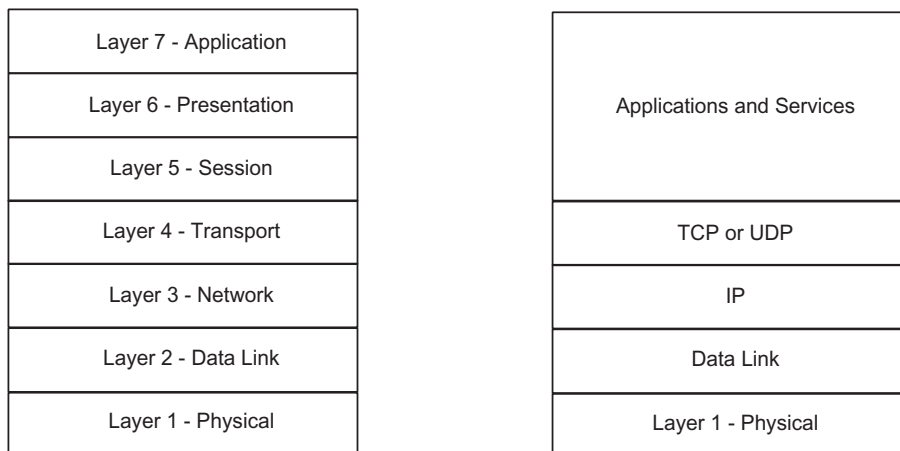 Layer 7 - Application
Layer 6 - Presentation
Layer 5 - Session
Layer 4 - Transport
Layer 3 - Network
Layer 2 - Data Link
Layer 1 - Physical
Applications and Services
TCP or UDP
IP
Data Link
Layer 1 - Physical